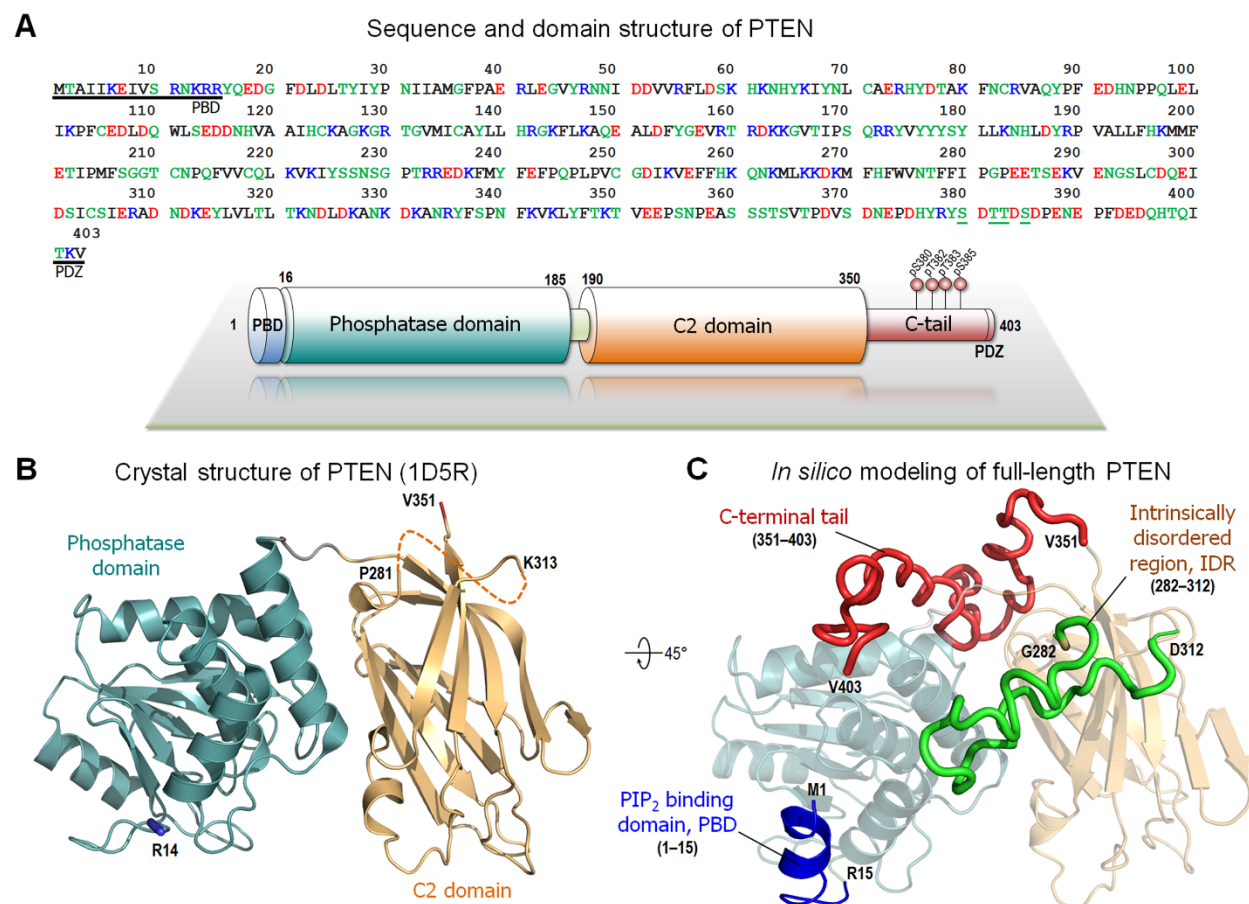 A
Sequence and domain structure of PTEN
10 20 30 40 50 60 70 80 90 100
MTAIIKEIVS RNKRRYQEDG FDLDLTYIYP NIIAMGFPAE RLEGVYRNNI DDVVRFLDSK HKNHYKIYNL CAERHYDTAK FNCRVAQYPF EDHNPPQLEL
PBD
110 120 130 140 150 160 170 180 190 200
IKPFCEDLDQ WLSEDDNHVA AIHCKAGKGR TGVMICAYLL HRGKFLKAQE ALDFYGEVRT RDKKGVTIPS QRRYVYYYSY LLKNHLDYRP VALLFHKMMF
210 220 230 240 250 260 270 280 290 300
ETIPMFSGGT CNPQFVVCQL KVKIYSSNSG PTRREDKFMY FEFPQPLPVC GDIKVEFFHK QNKMLKKDKM FHFWVNTFFI PGPEETSEKV ENGSLCDQEI
310 320 330 340 350 360 370 380 390 400
DSICSIERAD NDKEYLVLTL TKNDLDKANK DKANRYFSPN FKVKLYFTKT VEEPSNPEAS SSTSVTPDVS DNEPDHYRYS DTTDSDPENE PFDEDQHTQI
403
TKV
PDZ
16 185 190 350 pS380 pT382 pT383 pS385
1 PBD Phosphatase domain C2 domain C-tail 403
PDZ
B
Crystal structure of PTEN (1D5R)
V351
Phosphatase
domain
P281
K313
R14
C2 domain
45°
C
In silico modeling of full-length PTEN
C-terminal tail
(351–403)
V351
Intrinsically
disordered
region, IDR
(282–312)
G282
D312
V403
M1
PIP₂ binding
domain, PBD
(1–15)
R15